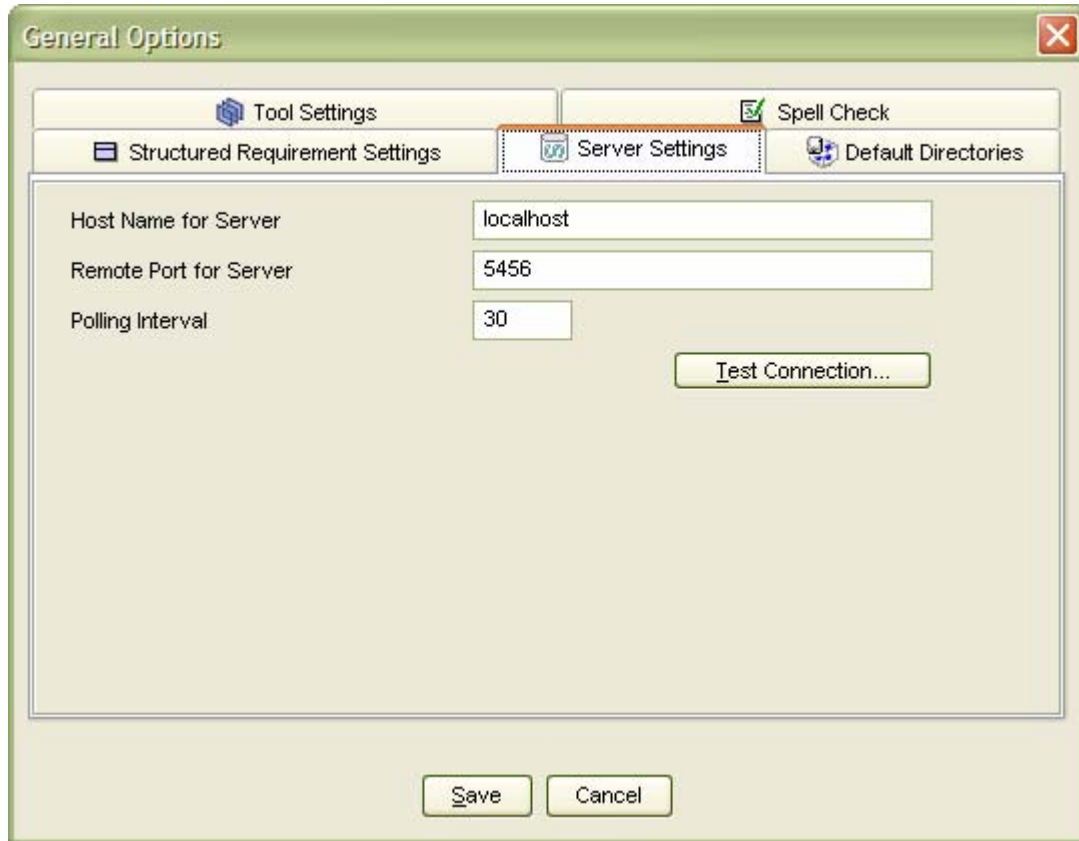 General Options
Tool Settings
Spell Check
Structured Requirement Settings
Server Settings
Default Directories
Host Name for Server
localhost
Remote Port for Server
5456
Polling Interval
30
Test Connection...
Save
Cancel